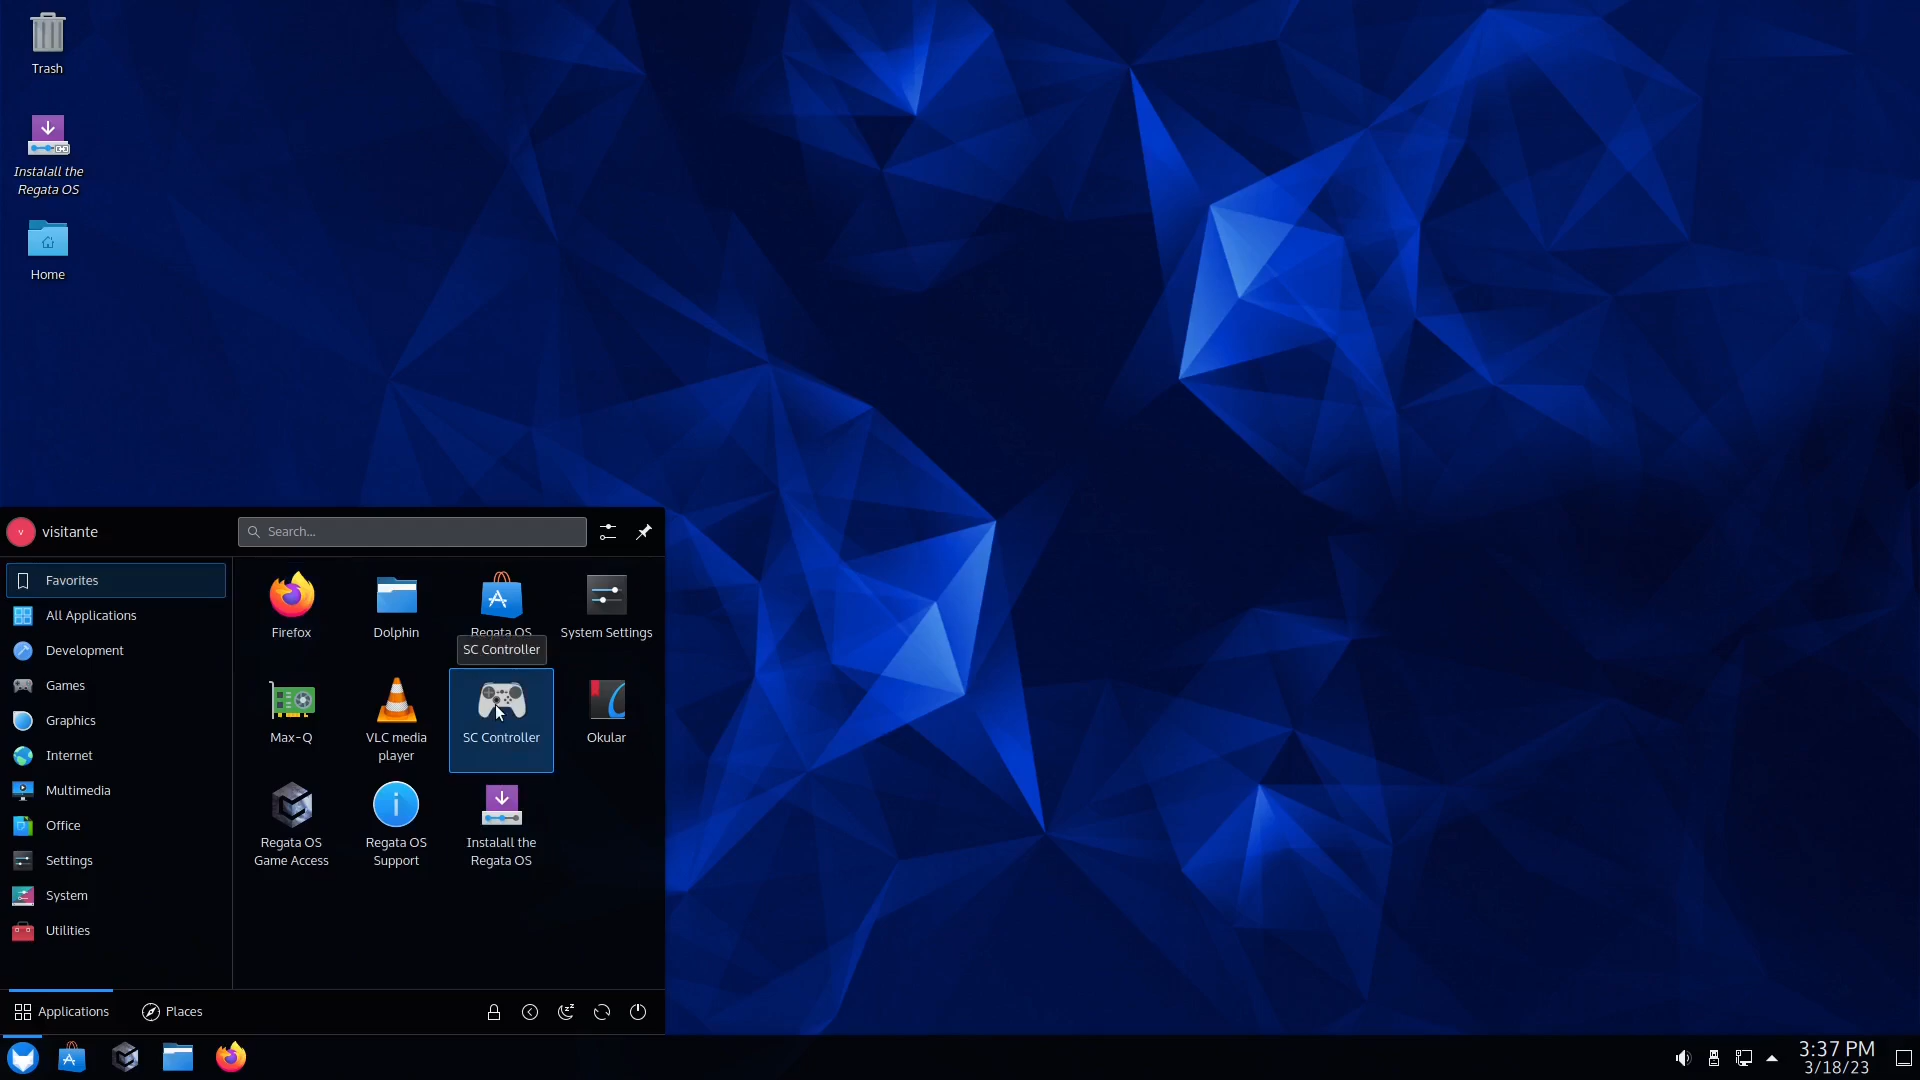 Trash
Instalall the
Regata OS
Home
v
visitante
Search...
Favorites
All Applications
Development
Games
Graphics
Internet
Multimedia
Office
Settings
System
Utilities
Firefox
Dolphin
Regata OS
System Settings
SC Controller
Max-Q
VLC media
player
SC Controller
Okular
Regata OS
Game Access
Regata OS
Support
Instalall the
Regata OS
Applications
Places
3:37 PM
3/18/23